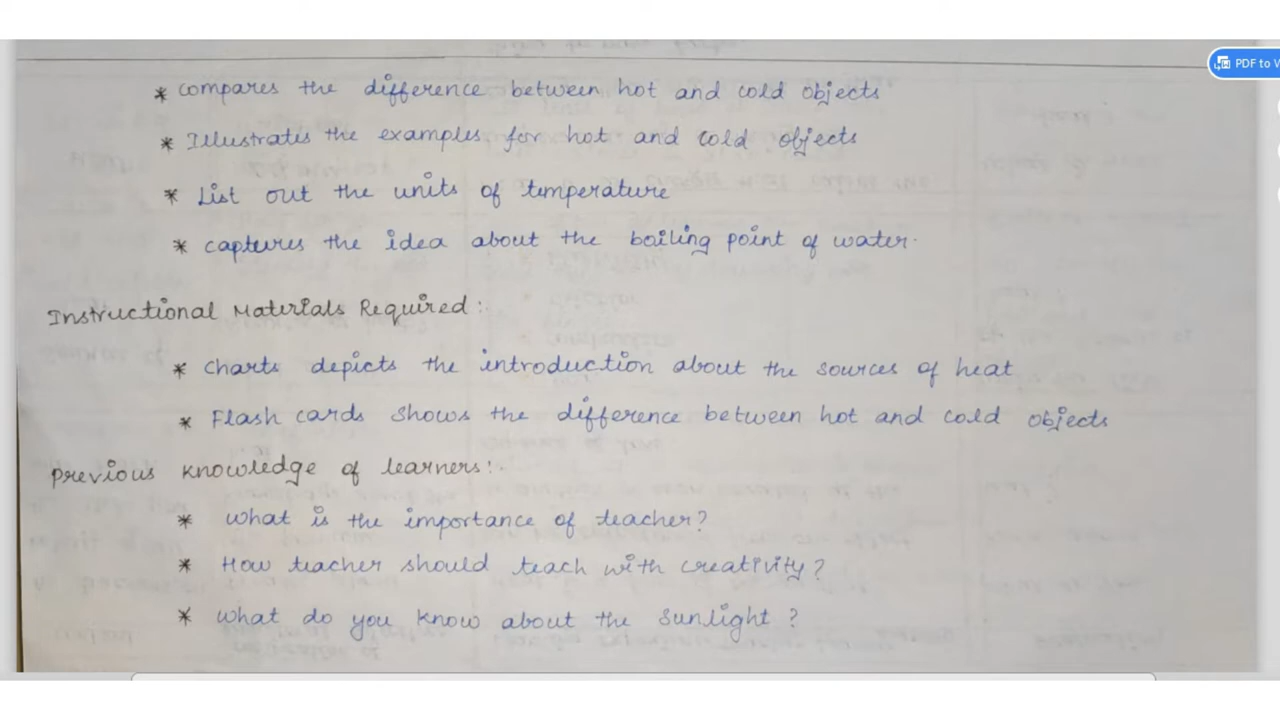 * compares the difference between hot and cold objects
* Illustrates the examples for hot and cold objects
* List out the units of temperature
* captures the idea about the boiling point of water.
Instructional Materials Required:
* charts depicts the introduction about the sources of heat
* Flash cards shows the difference between hot and cold objects
previous knowledge of learners:
* what is the importance of teacher?
* How teacher should teach with creativity?
* what do you know about the sunlight?
PDF to